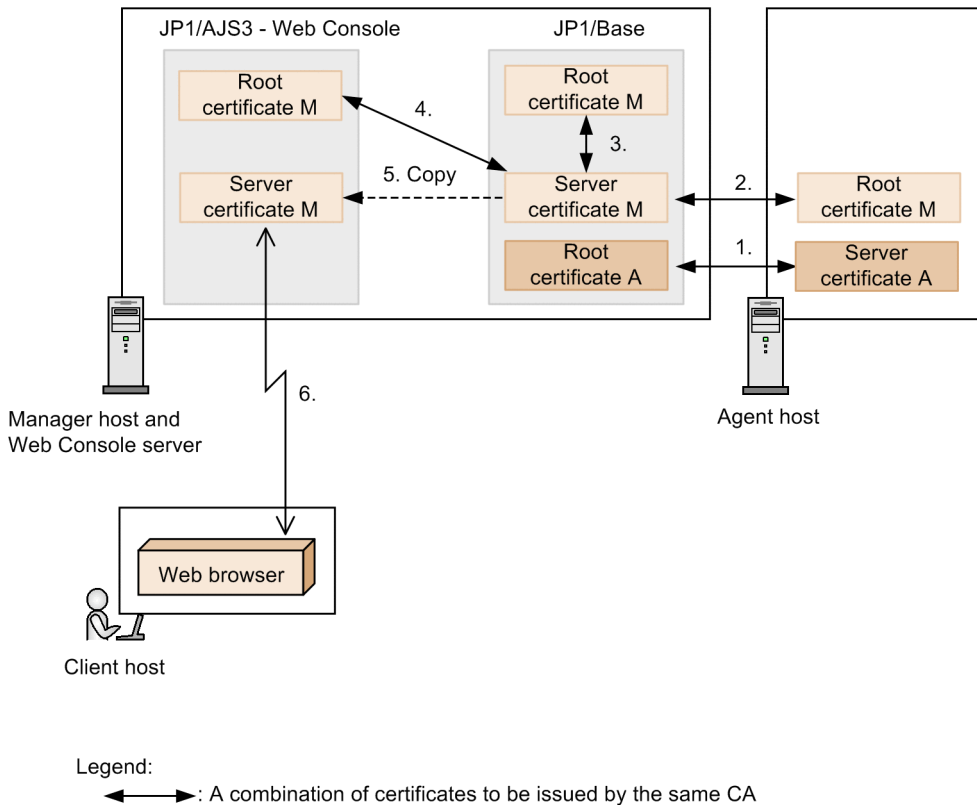 JP1/AJS3 - Web Console
JP1/Base
Root
certificate M
Root
certificate M
4.
3.
Server
certificate M
5. Copy
Server
certificate M
2.
Root
certificate M
Root
certificate A
1.
Server
certificate A
6.
Manager host and
Web Console server
Agent host
Web browser
Client host
Legend:
: A combination of certificates to be issued by the same CA